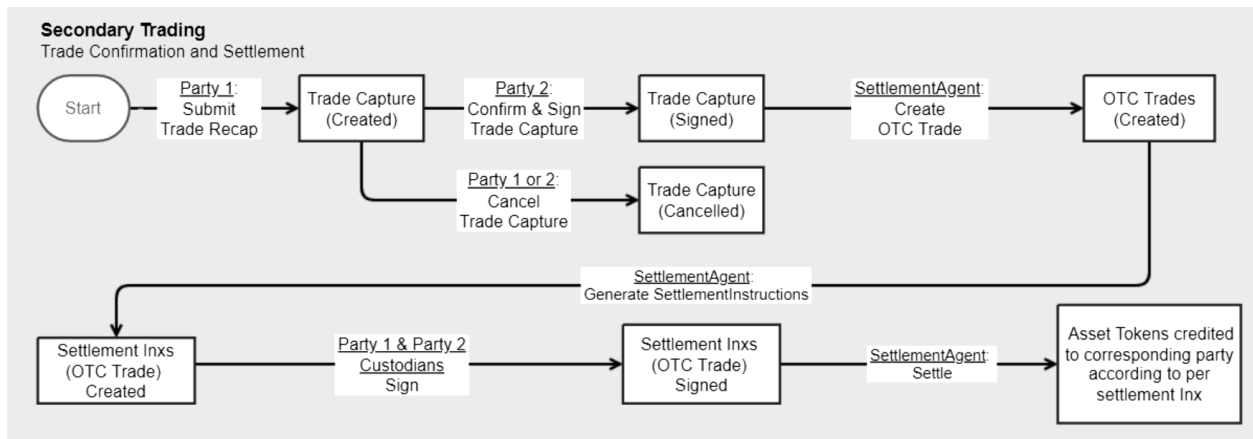 Secondary Trading
Trade Confirmation and Settlement
Start
Party 1:
Submit
Trade Recap
Trade Capture
(Created)
Party 2:
Confirm & Sign
Trade Capture
Trade Capture
(Signed)
SettlementAgent:
Create
OTC Trade
OTC Trades
(Created)
Party 1 or 2:
Cancel
Trade Capture
Trade Capture
(Cancelled)
SettlementAgent:
Generate SettlementInstructions
Settlement Inxs
(OTC Trade)
Created
Party 1 & Party 2
Custodians
Sign
Settlement Inxs
(OTC Trade)
Signed
SettlementAgent:
Settle
Asset Tokens credited
to corresponding party
according to per
settlement Inx